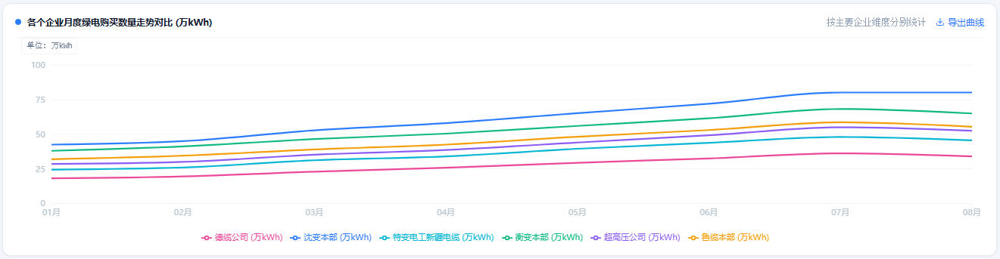 各个企业月度绿电购买数量走势对比 (万kWh)
按主要企业维度分别统计 导出曲线
单位: 万kWh
100
75
50
25
0
01月 02月 03月 04月 05月 06月 07月 08月
德缆公司 (万kWh) 沈变本部 (万kWh) 特变电工新疆电缆 (万kWh) 衡变本部 (万kWh) 超高压公司 (万kWh) 鲁缆本部 (万kWh)